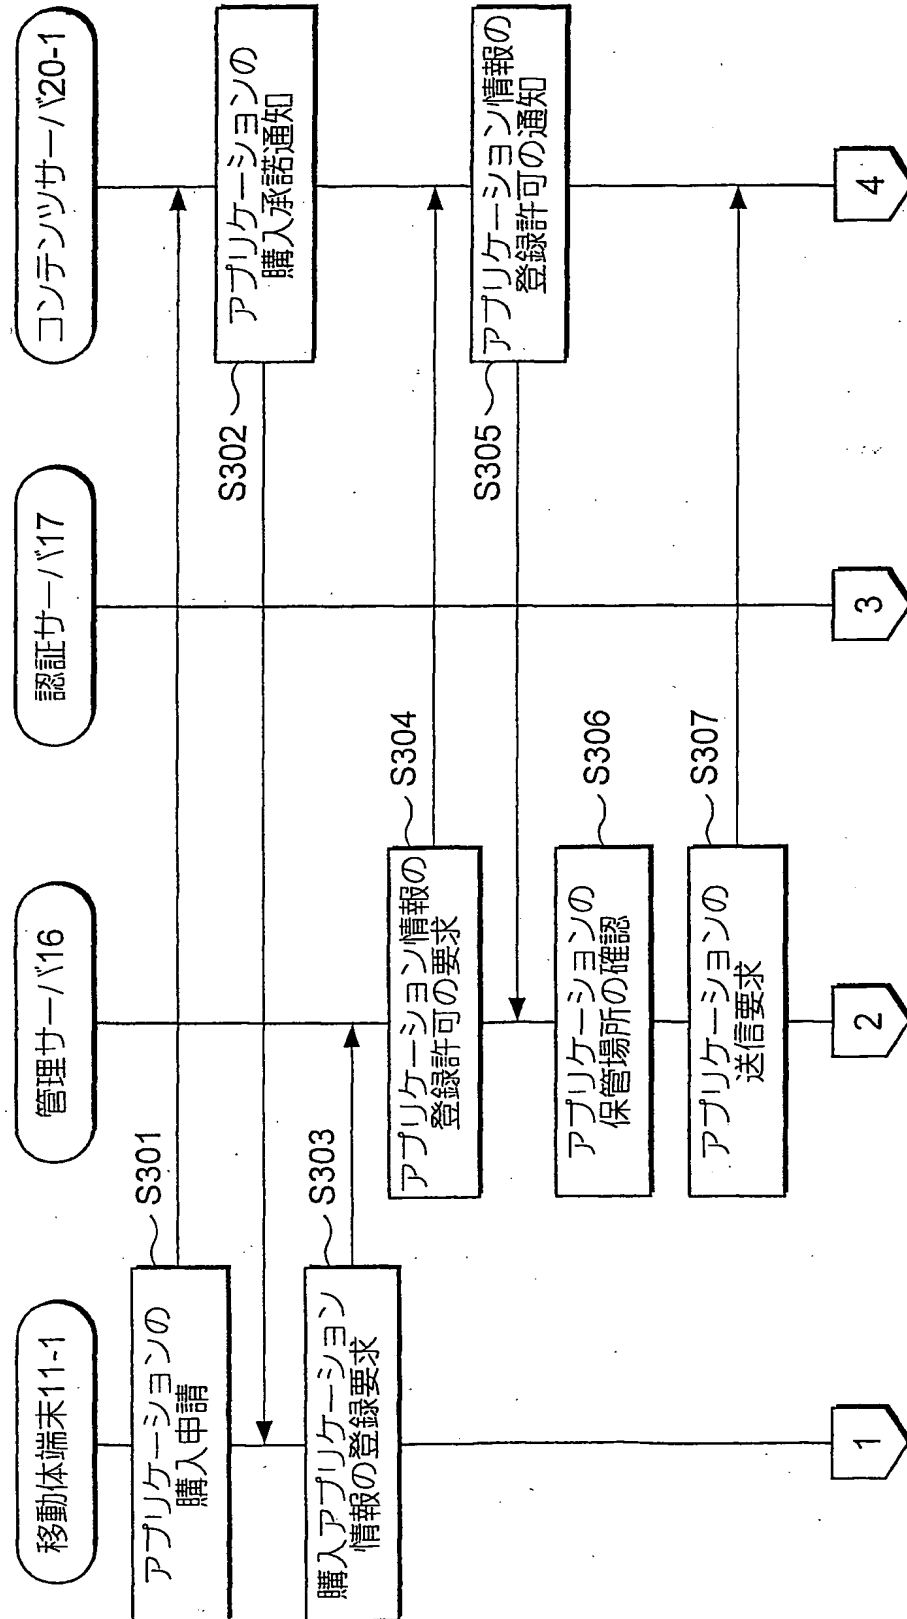 移動体端末11-1
管理サーバ16
認証サーバ17
コンテンツサーバ20-1
アプリケーションの
購入申請
S301
アプリケーションの
購入承諾通知
S302
購入アプリケーション
情報の登録要求
S303
アプリケーション情報の
登録許可の要求
S304
アプリケーション情報の
登録許可の通知
S305
アプリケーションの
保管場所の確認
S306
アプリケーションの
送信要求
S307
1
2
3
4